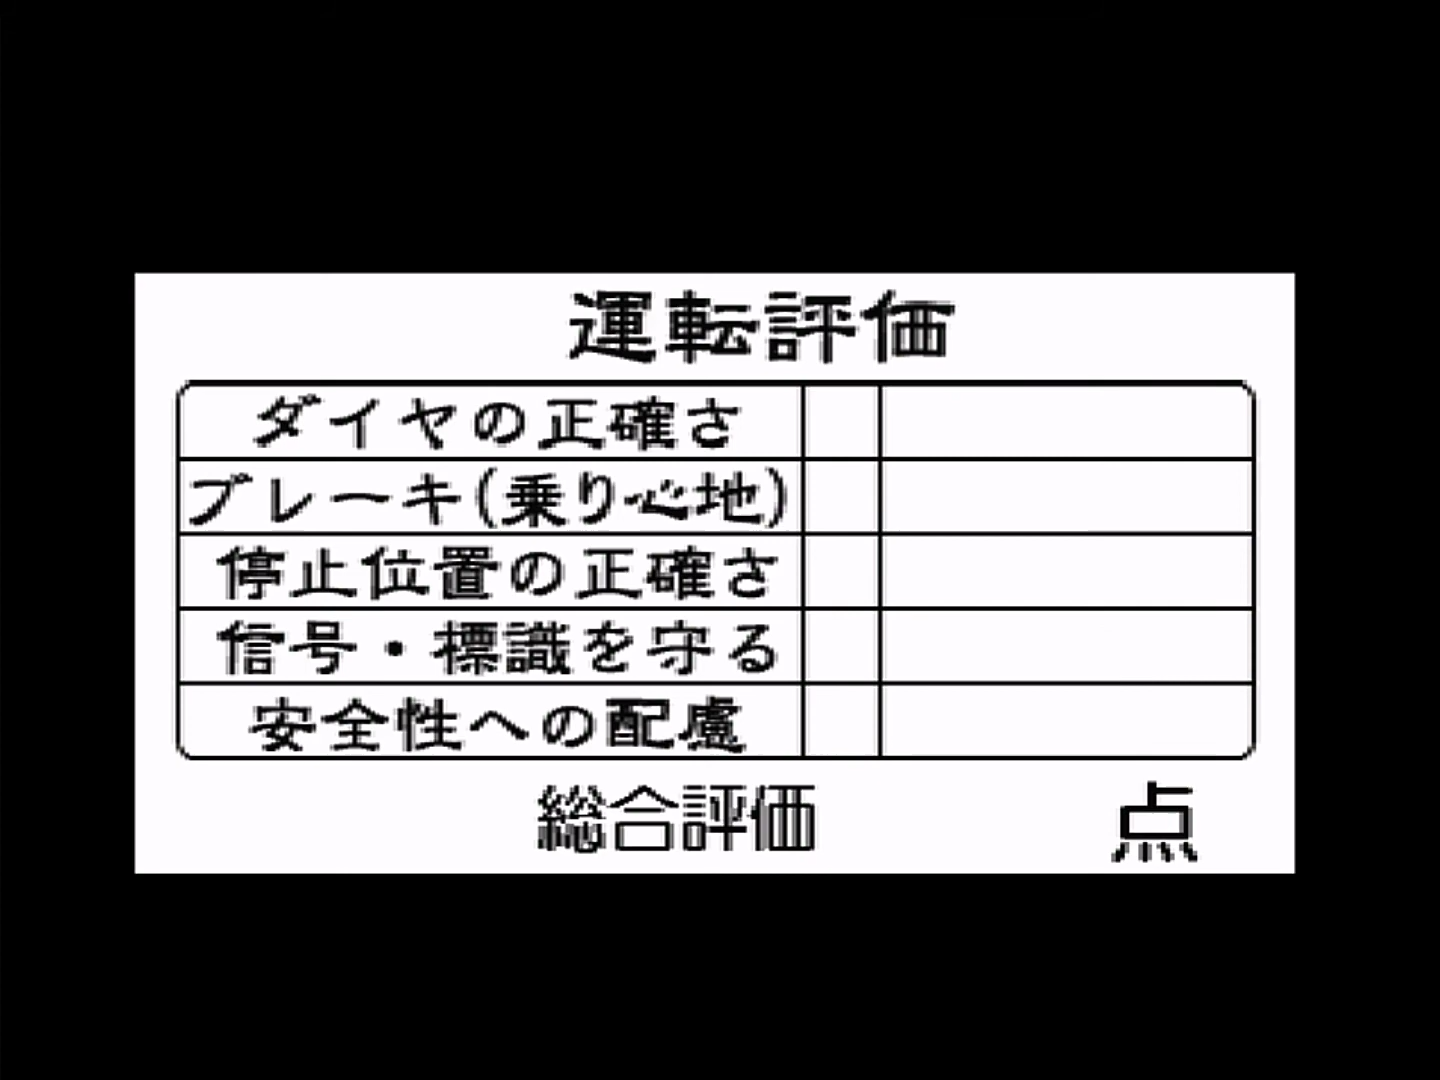 運転評価
ダイヤの正確さ
ブレーキ(乗り心地)
停止位置の正確さ
信号・標識を守る
安全性への配慮
総合評価 点